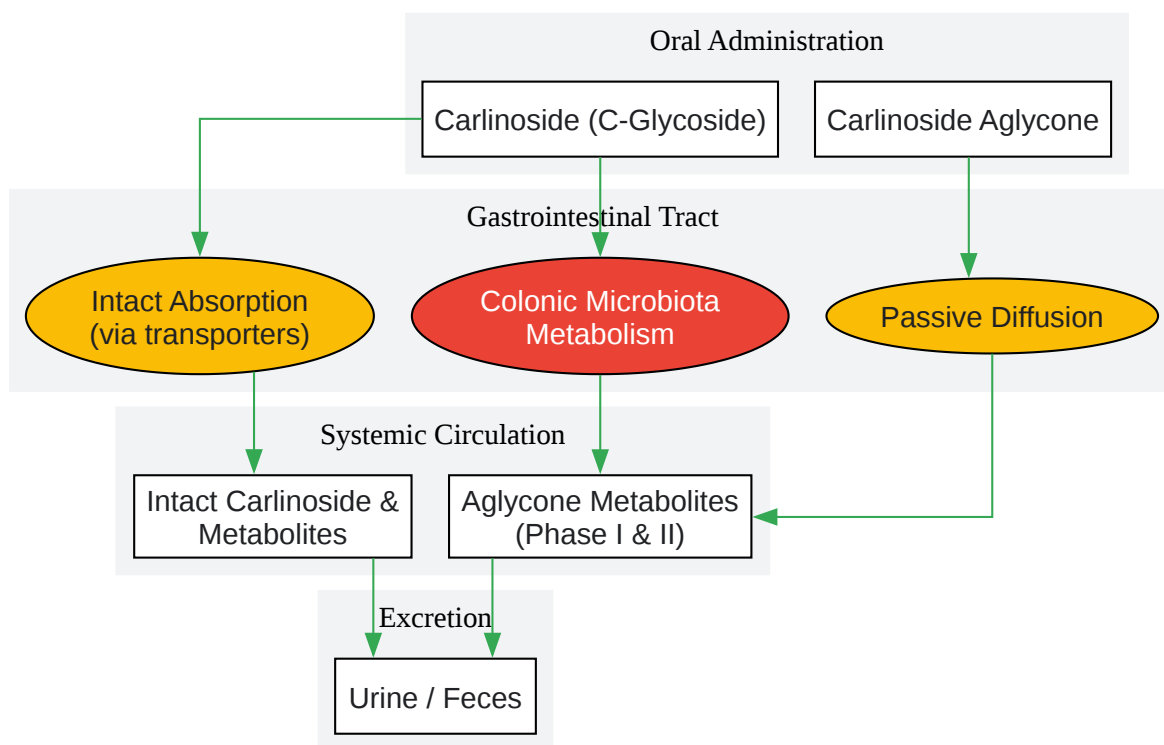 Oral Administration
Carlinoside (C-Glycoside)
Carlinoside Aglycone
Gastrointestinal Tract
Intact Absorption
(via transporters)
Colonic Microbiota
Metabolism
Passive Diffusion
Systemic Circulation
Intact Carlinoside &
Metabolites
Aglycone Metabolites
(Phase I & II)
Excretion
Urine / Feces